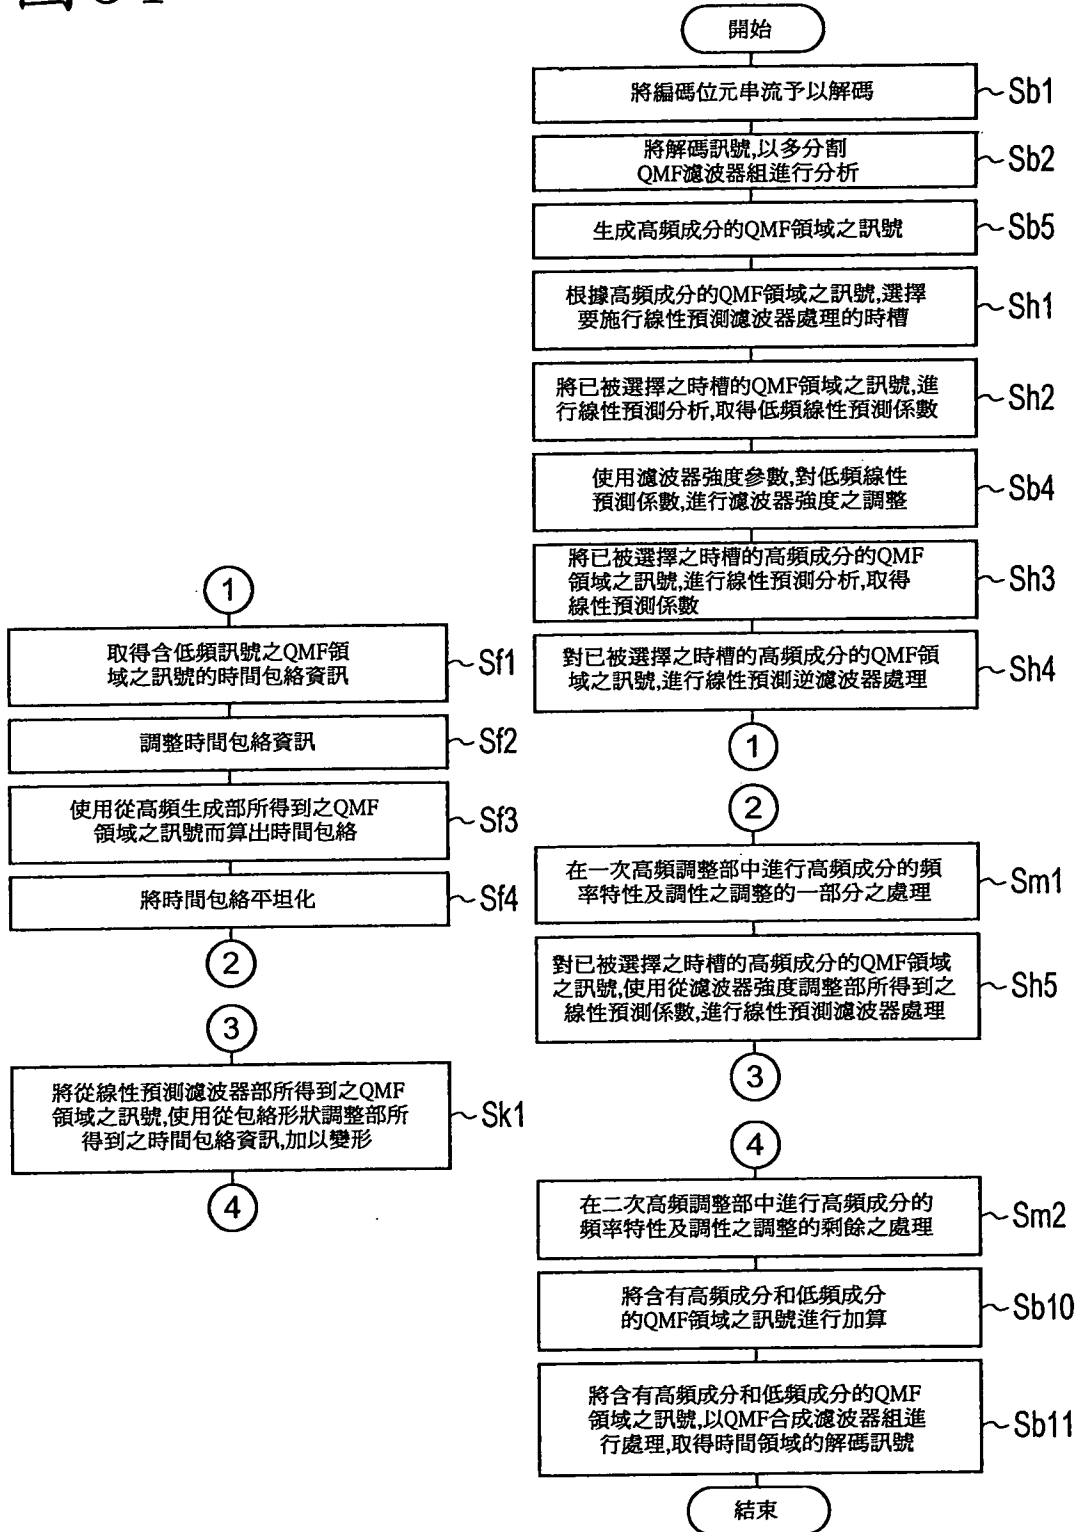 開始
將編碼位元串流予以解碼
Sb1
將解碼訊號,以多分割
QMF濾波器組進行分析
Sb2
生成高頻成分的QMF領域之訊號
Sb5
根據高頻成分的QMF領域之訊號,選擇
要施行線性預測濾波器處理的時槽
Sh1
將已被選擇之時槽的QMF領域之訊號,進
行線性預測分析,取得低頻線性預測係數
Sh2
使用濾波器強度參數,對低頻線性
預測係數,進行濾波器強度之調整
Sb4
將已被選擇之時槽的高頻成分的QMF
領域之訊號,進行線性預測分析,取得
線性預測係數
Sh3
對已被選擇之時槽的高頻成分的QMF領
域之訊號,進行線性預測逆濾波器處理
Sh4
1
1
取得含低頻訊號之QMF領
域之訊號的時間包絡資訊
Sf1
調整時間包絡資訊
Sf2
使用從高頻生成部所得到之QMF
領域之訊號而算出時間包絡
Sf3
將時間包絡平坦化
Sf4
2
2
在一次高頻調整部中進行高頻成分的頻
率特性及調性之調整的一部分之處理
Sm1
對已被選擇之時槽的高頻成分的QMF領域
之訊號,使用從濾波器強度調整部所得到之
線性預測係數,進行線性預測濾波器處理
Sh5
3
3
將從線性預測濾波器部所得到之QMF
領域之訊號,使用從包絡形狀調整部所
得到之時間包絡資訊,加以變形
Sk1
4
4
在二次高頻調整部中進行高頻成分的
頻率特性及調性之調整的剩餘之處理
Sm2
將含有高頻成分和低頻成分
的QMF領域之訊號進行加算
Sb10
將含有高頻成分和低頻成分的QMF
領域之訊號,以QMF合成濾波器組進
行處理,取得時間領域的解碼訊號
Sb11
結束